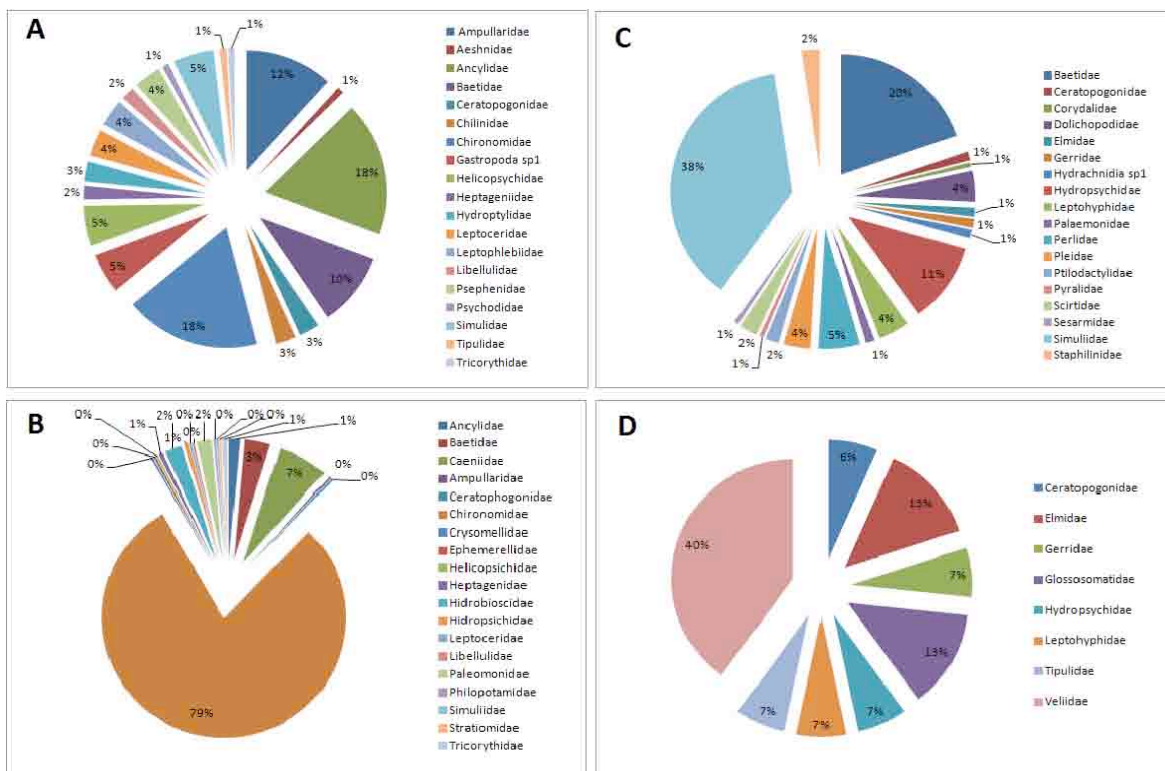 A
1%
1%
1%
5%
12%
1%
4%
2%
4%
18%
4%
3%
2%
5%
10%
5%
18%
3%
3%
Ampullaridae
Aeshnidae
Ancylidae
Baetidae
Ceratopogonidae
Chilinidae
Chironomidae
Gastropoda sp1
Helicopsychidae
Heptageniidae
Hydroptylidae
Leptoceridae
Leptophlebiidae
Libellulidae
Psephenidae
Psychodidae
Simulidae
Tipulidae
Tricorythidae
C
2%
20%
38%
1%
1%
4%
1%
1%
1%
11%
4%
1%
5%
4%
2%
1%
2%
1%
Baetidae
Ceratopogonidae
Corydalidae
Dolichopodidae
Elmidae
Gerridae
Hydrachnidia sp1
Hydropsychidae
Leptohyphidae
Palaemonidae
Perlidae
Pleidae
Ptilodactylidae
Pyralidae
Scirtidae
Sesarmidae
Simuliidae
Staphilinidae
B
0%
2%
0%
2%
0%
0%
0%
1%
1%
0%
1%
1%
0%
0%
3%
7%
0%
0%
79%
Ancylidae
Baetidae
Caeniidae
Ampullaridae
Ceratophogonidae
Chironomidae
Crysomellidae
Ephemerellidae
Helicopsichidae
Heptagenidae
Hidrobioscidae
Hidropsichidae
Leptoceridae
Libellulidae
Paleomonidae
Philopotamidae
Simuliidae
Stratiomidae
Tricorythidae
D
6%
13%
40%
7%
13%
7%
7%
7%
Ceratopogonidae
Elmidae
Gerridae
Glossosomatidae
Hydropsychidae
Leptohyphidae
Tipulidae
Veliidae